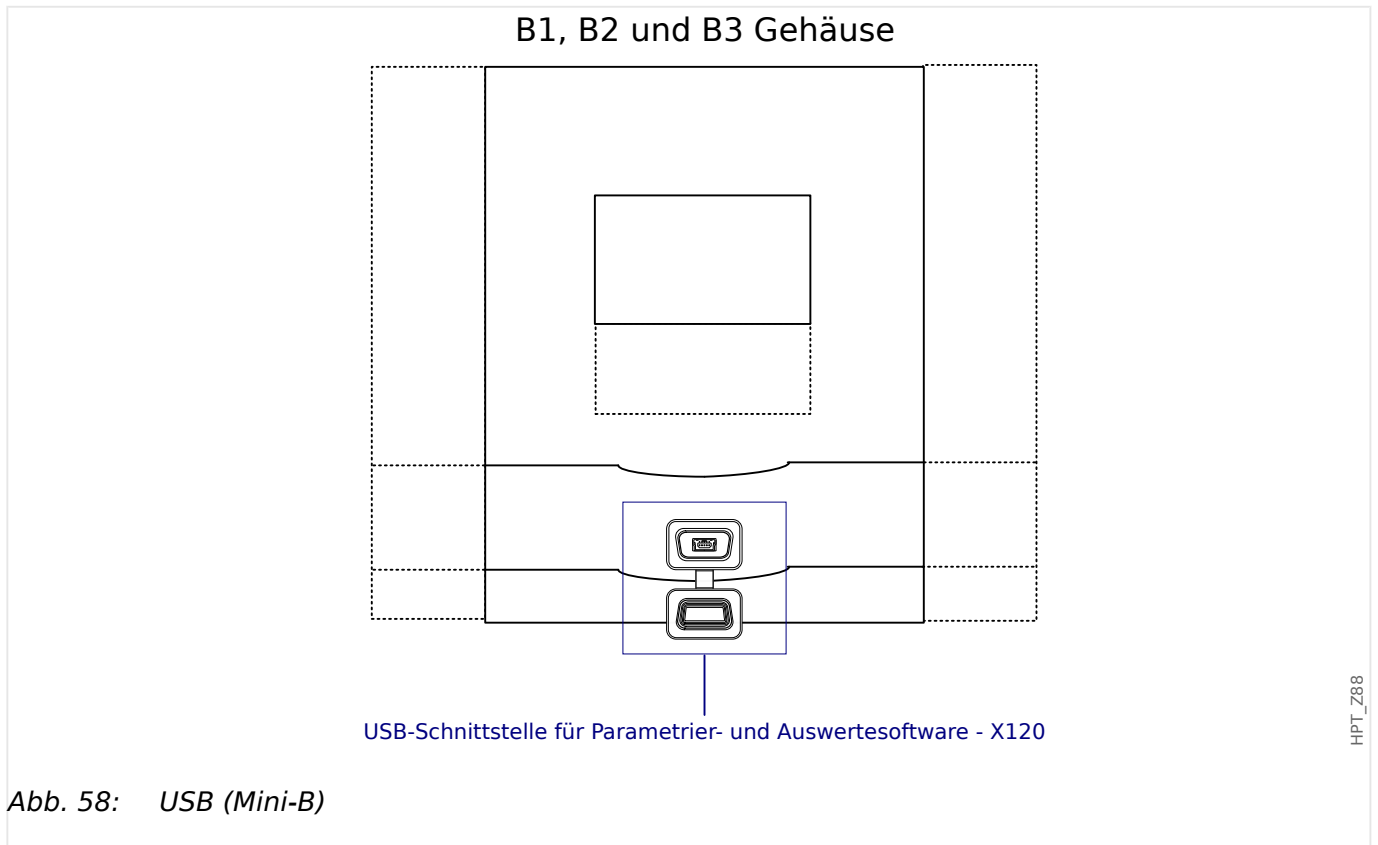 B1, B2 und B3 Gehäuse
USB-Schnittstelle für Parametrier- und Auswertesoftware - X120
HPT_Z88
Abb. 58: USB (Mini-B)